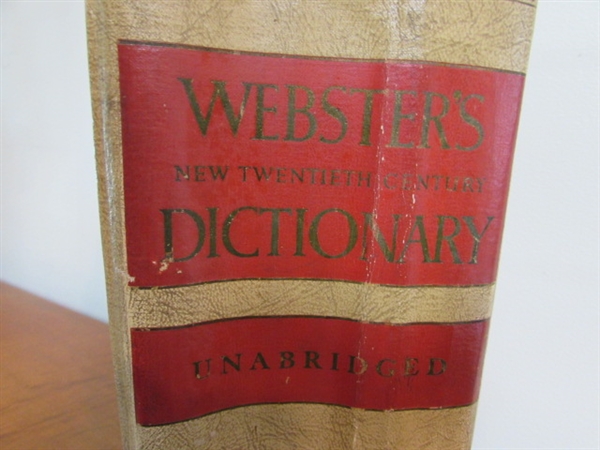 WEBSTER'S
NEW TWENTIETH CENTURY
DICTIONARY
UNABRIDGED